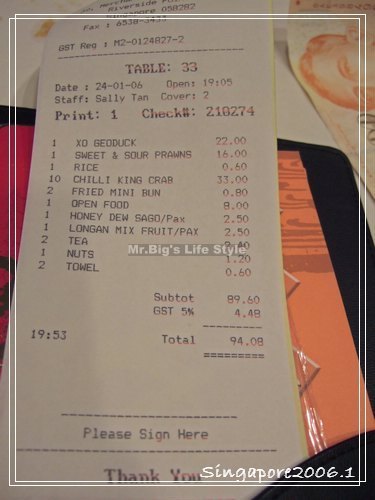 Riverside
Singapore 058282
Fax :
GST Reg : M2-0124827-2
TABLE: 33
Date : 24-01-06 Open: 19:05
Staff: Sally Tan Cover: 2
Print: 1 Check#: 210274
1 XO GEODUCK 22.00
1 SWEET & SOUR PRAWNS 16.00
1 RICE 0.60
10 CHILLI KING CRAB 33.00
2 FRIED MINI BUN 0.80
1 OPEN FOOD 8.00
1 HONEY DEW SAGO/Pax 2.50
1 LONGAN MIX FRUIT/PAX 2.50
2 TEA 2.40
1 NUTS 1.20
2 TOWEL 0.60
Mr.Big's Life Style
Subtot 89.60
GST 5% 4.48
19:53 Total 94.08
Please Sign Here
Thank You
Singapore2006.1